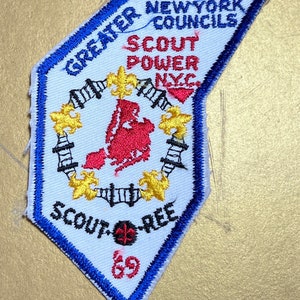 GREATER NEW YORK
COUNCILS
SCOUT
POWER
N.Y.C.
SCOUT-O-REE
'69